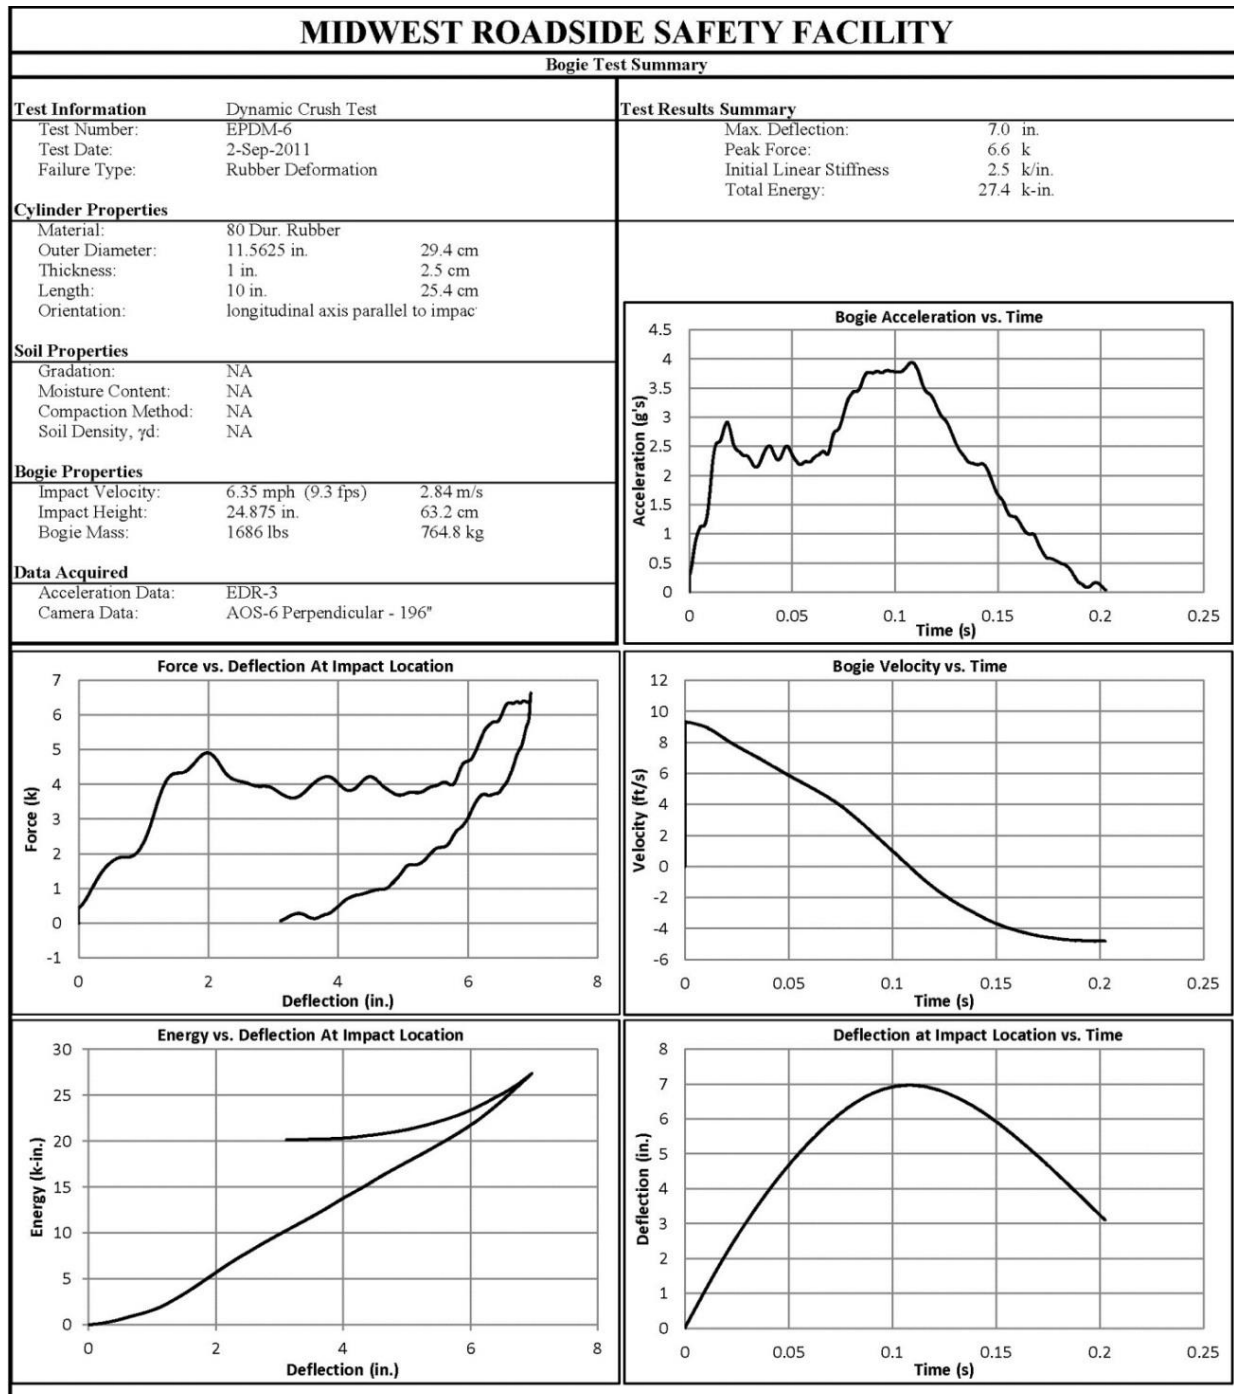 MIDWEST ROADSIDE SAFETY FACILITY
Bogie Test Summary
Test Information Dynamic Crush Test
Test Number: EPDM-6
Test Date: 2-Sep-2011
Failure Type: Rubber Deformation
Cylinder Properties
Material: 80 Dur. Rubber
Outer Diameter: 11.5625 in. 29.4 cm
Thickness: 1 in. 2.5 cm
Length: 10 in. 25.4 cm
Orientation: longitudinal axis parallel to impac
Soil Properties
Gradation: NA
Moisture Content: NA
Compaction Method: NA
Soil Density, γd: NA
Bogie Properties
Impact Velocity: 6.35 mph (9.3 fps) 2.84 m/s
Impact Height: 24.875 in. 63.2 cm
Bogie Mass: 1686 lbs 764.8 kg
Data Acquired
Acceleration Data: EDR-3
Camera Data: AOS-6 Perpendicular - 196"
Test Results Summary
Max. Deflection: 7.0 in.
Peak Force: 6.6 k
Initial Linear Stiffness 2.5 k/in.
Total Energy: 27.4 k-in.
Bogie Acceleration vs. Time
Acceleration (g's)
4.5
4
3.5
3
2.5
2
1.5
1
0.5
0
0 0.05 0.1 0.15 0.2 0.25
Time (s)
Force vs. Deflection At Impact Location
Force (k)
7
6
5
4
3
2
1
0
-1
0 2 4 6 8
Deflection (in.)
Bogie Velocity vs. Time
Velocity (ft/s)
12
10
8
6
4
2
0
-2
-4
-6
0 0.05 0.1 0.15 0.2 0.25
Time (s)
Energy vs. Deflection At Impact Location
Energy (k-in.)
30
25
20
15
10
5
0
0 2 4 6 8
Deflection (in.)
Deflection at Impact Location vs. Time
Deflection (in.)
8
7
6
5
4
3
2
1
0
0 0.05 0.1 0.15 0.2 0.25
Time (s)